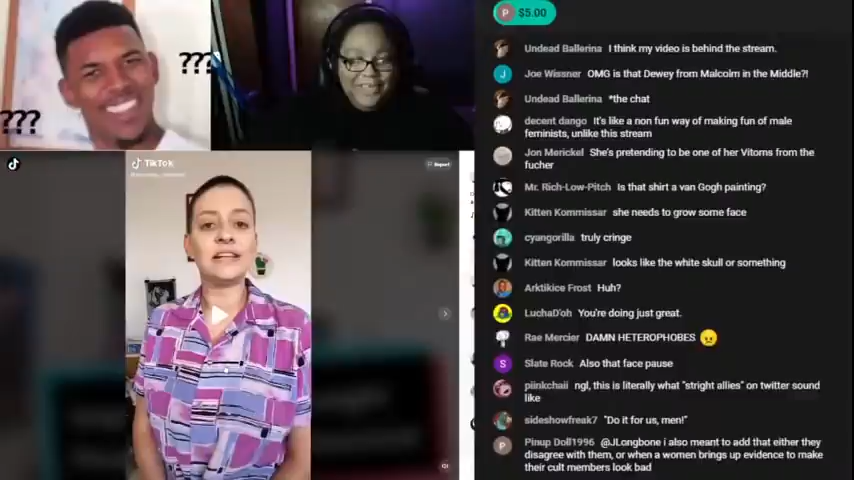 ???
???
TikTok
Report
$5.00
P
Undead Ballerina I think my video is behind the stream.
J
Joe Wissner OMG is that Dewey from Malcolm in the Middle?!
Undead Ballerina *the chat
decent dango It's like a non fun way of making fun of male
feminists, unlike this stream
Jon Merickel She's pretending to be one of her Vitoms from the
fucher
Mr. Rich-Low-Pitch Is that shirt a van Gogh painting?
Kitten Kommissar she needs to grow some face
cyangorilla truly cringe
Kitten Kommissar looks like the white skull or something
Arktikice Frost Huh?
LuchaD'oh You're doing just great.
Rae Mercier DAMN HETEROPHOBES
S
Slate Rock Also that face pause
piinkchaii ngl, this is literally what "stright allies" on twitter sound
like
sideshowfreak7 "Do it for us, men!"
P
Pinup Doll1996 @JLongbone i also meant to add that either they
disagree with them, or when a women brings up evidence to make
their cult members look bad